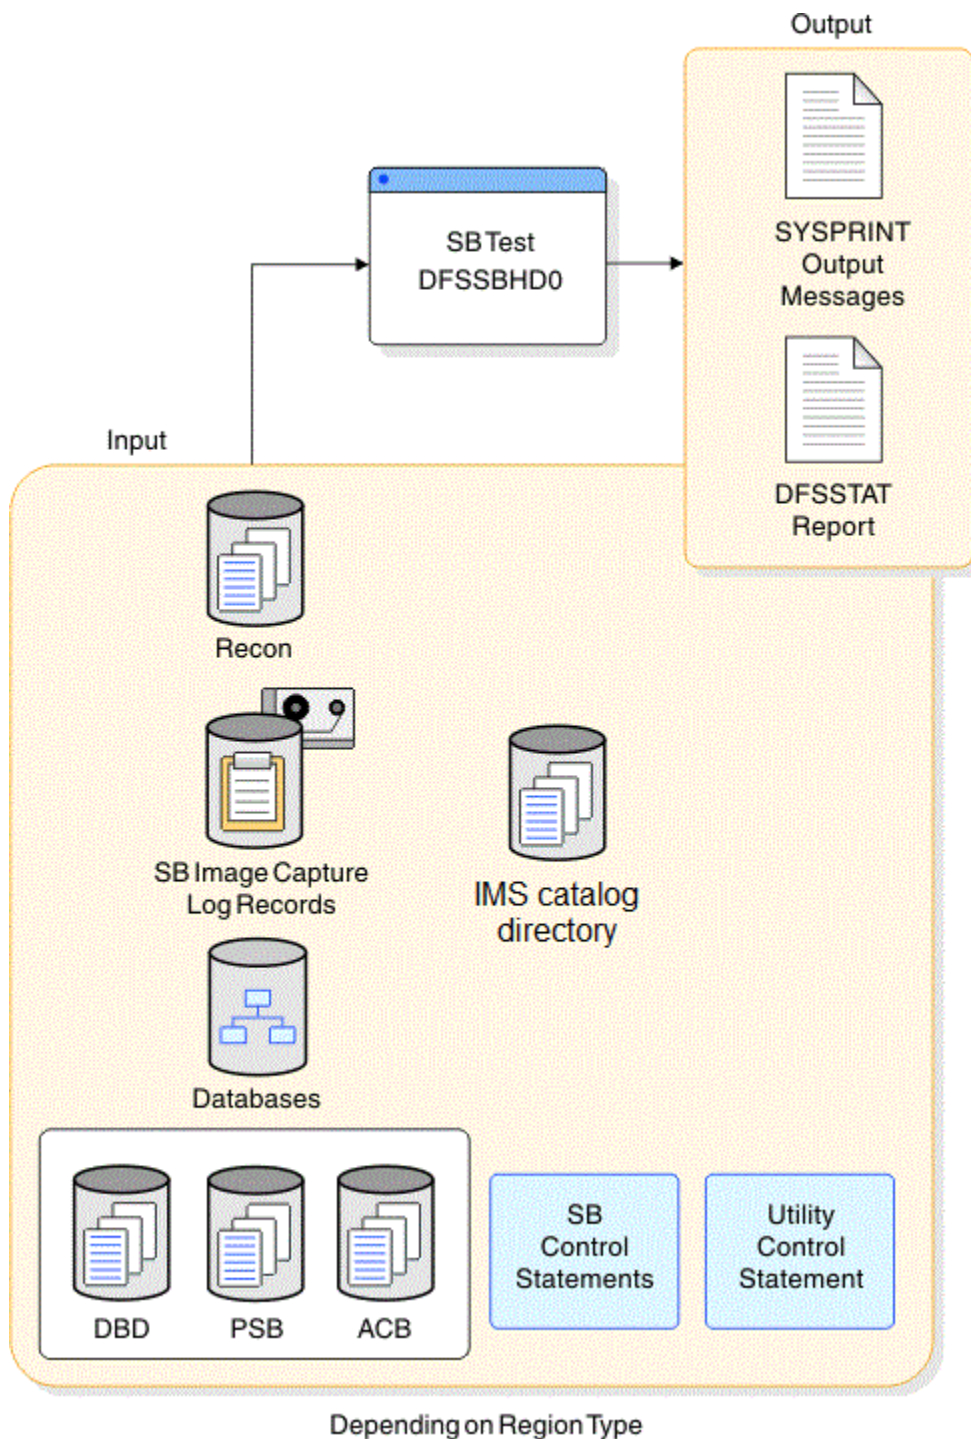 Output
SYSPRINT
Output
Messages
DFSSTAT
Report
SB Test
DFSSBHD0
Input
Recon
SB Image Capture
Log Records
IMS catalog
directory
Databases
DBD
PSB
ACB
SB
Control
Statements
Utility
Control
Statement
Depending on Region Type